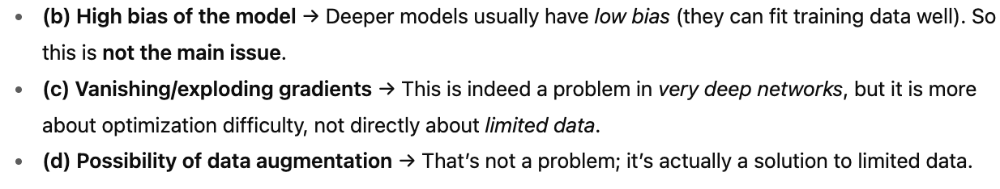 • (b) High bias of the model → Deeper models usually have low bias (they can fit training data well). So
this is not the main issue.
• (c) Vanishing/exploding gradients → This is indeed a problem in very deep networks, but it is more
about optimization difficulty, not directly about limited data.
• (d) Possibility of data augmentation → That’s not a problem; it’s actually a solution to limited data.